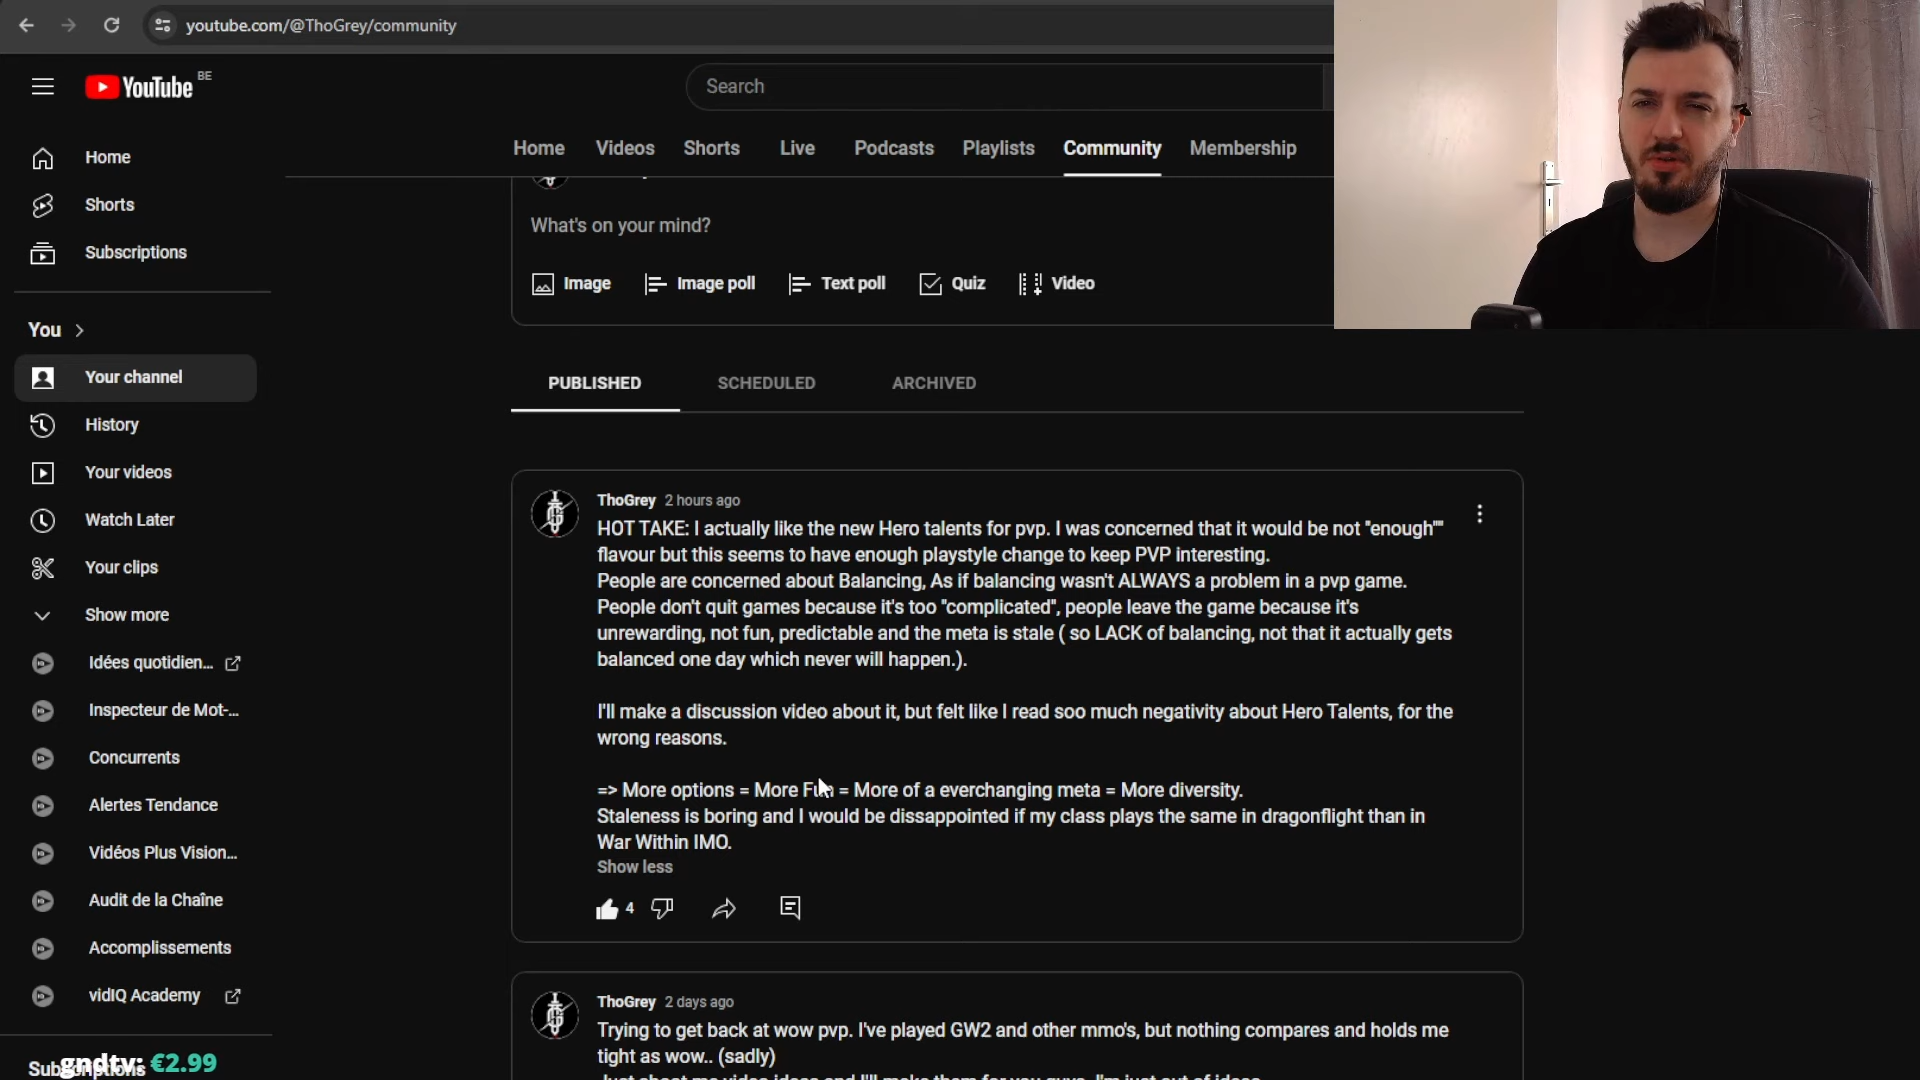 youtube.com/@ThoGrey/community
YouTube BE
Search
Home Videos Shorts Live Podcasts Playlists Community Membership
Home
Shorts
Subscriptions
You
Your channel
History
Your videos
Watch Later
Your clips
Show more
Idées quotidien...
Inspecteur de Mot-...
Concurrents
Alertes Tendance
Vidéos Plus Vision...
Audit de la Chaîne
Accomplissements
vidIQ Academy
Subscriptions
gndtv: €2.99
What's on your mind?
Image Image poll Text poll Quiz Video
PUBLISHED SCHEDULED ARCHIVED
ThoGrey 2 hours ago
HOT TAKE: I actually like the new Hero talents for pvp. I was concerned that it would be not "enough""
flavour but this seems to have enough playstyle change to keep PVP interesting.
People are concerned about Balancing, As if balancing wasn't ALWAYS a problem in a pvp game.
People don't quit games because it's too "complicated", people leave the game because it's
unrewarding, not fun, predictable and the meta is stale ( so LACK of balancing, not that it actually gets
balanced one day which never will happen.).
I'll make a discussion video about it, but felt like I read soo much negativity about Hero Talents, for the
wrong reasons.
=> More options = More Fun = More of a everchanging meta = More diversity.
Staleness is boring and I would be dissappointed if my class plays the same in dragonflight than in
War Within IMO.
Show less
4
ThoGrey 2 days ago
Trying to get back at wow pvp. I've played GW2 and other mmo's, but nothing compares and holds me
tight as wow.. (sadly)